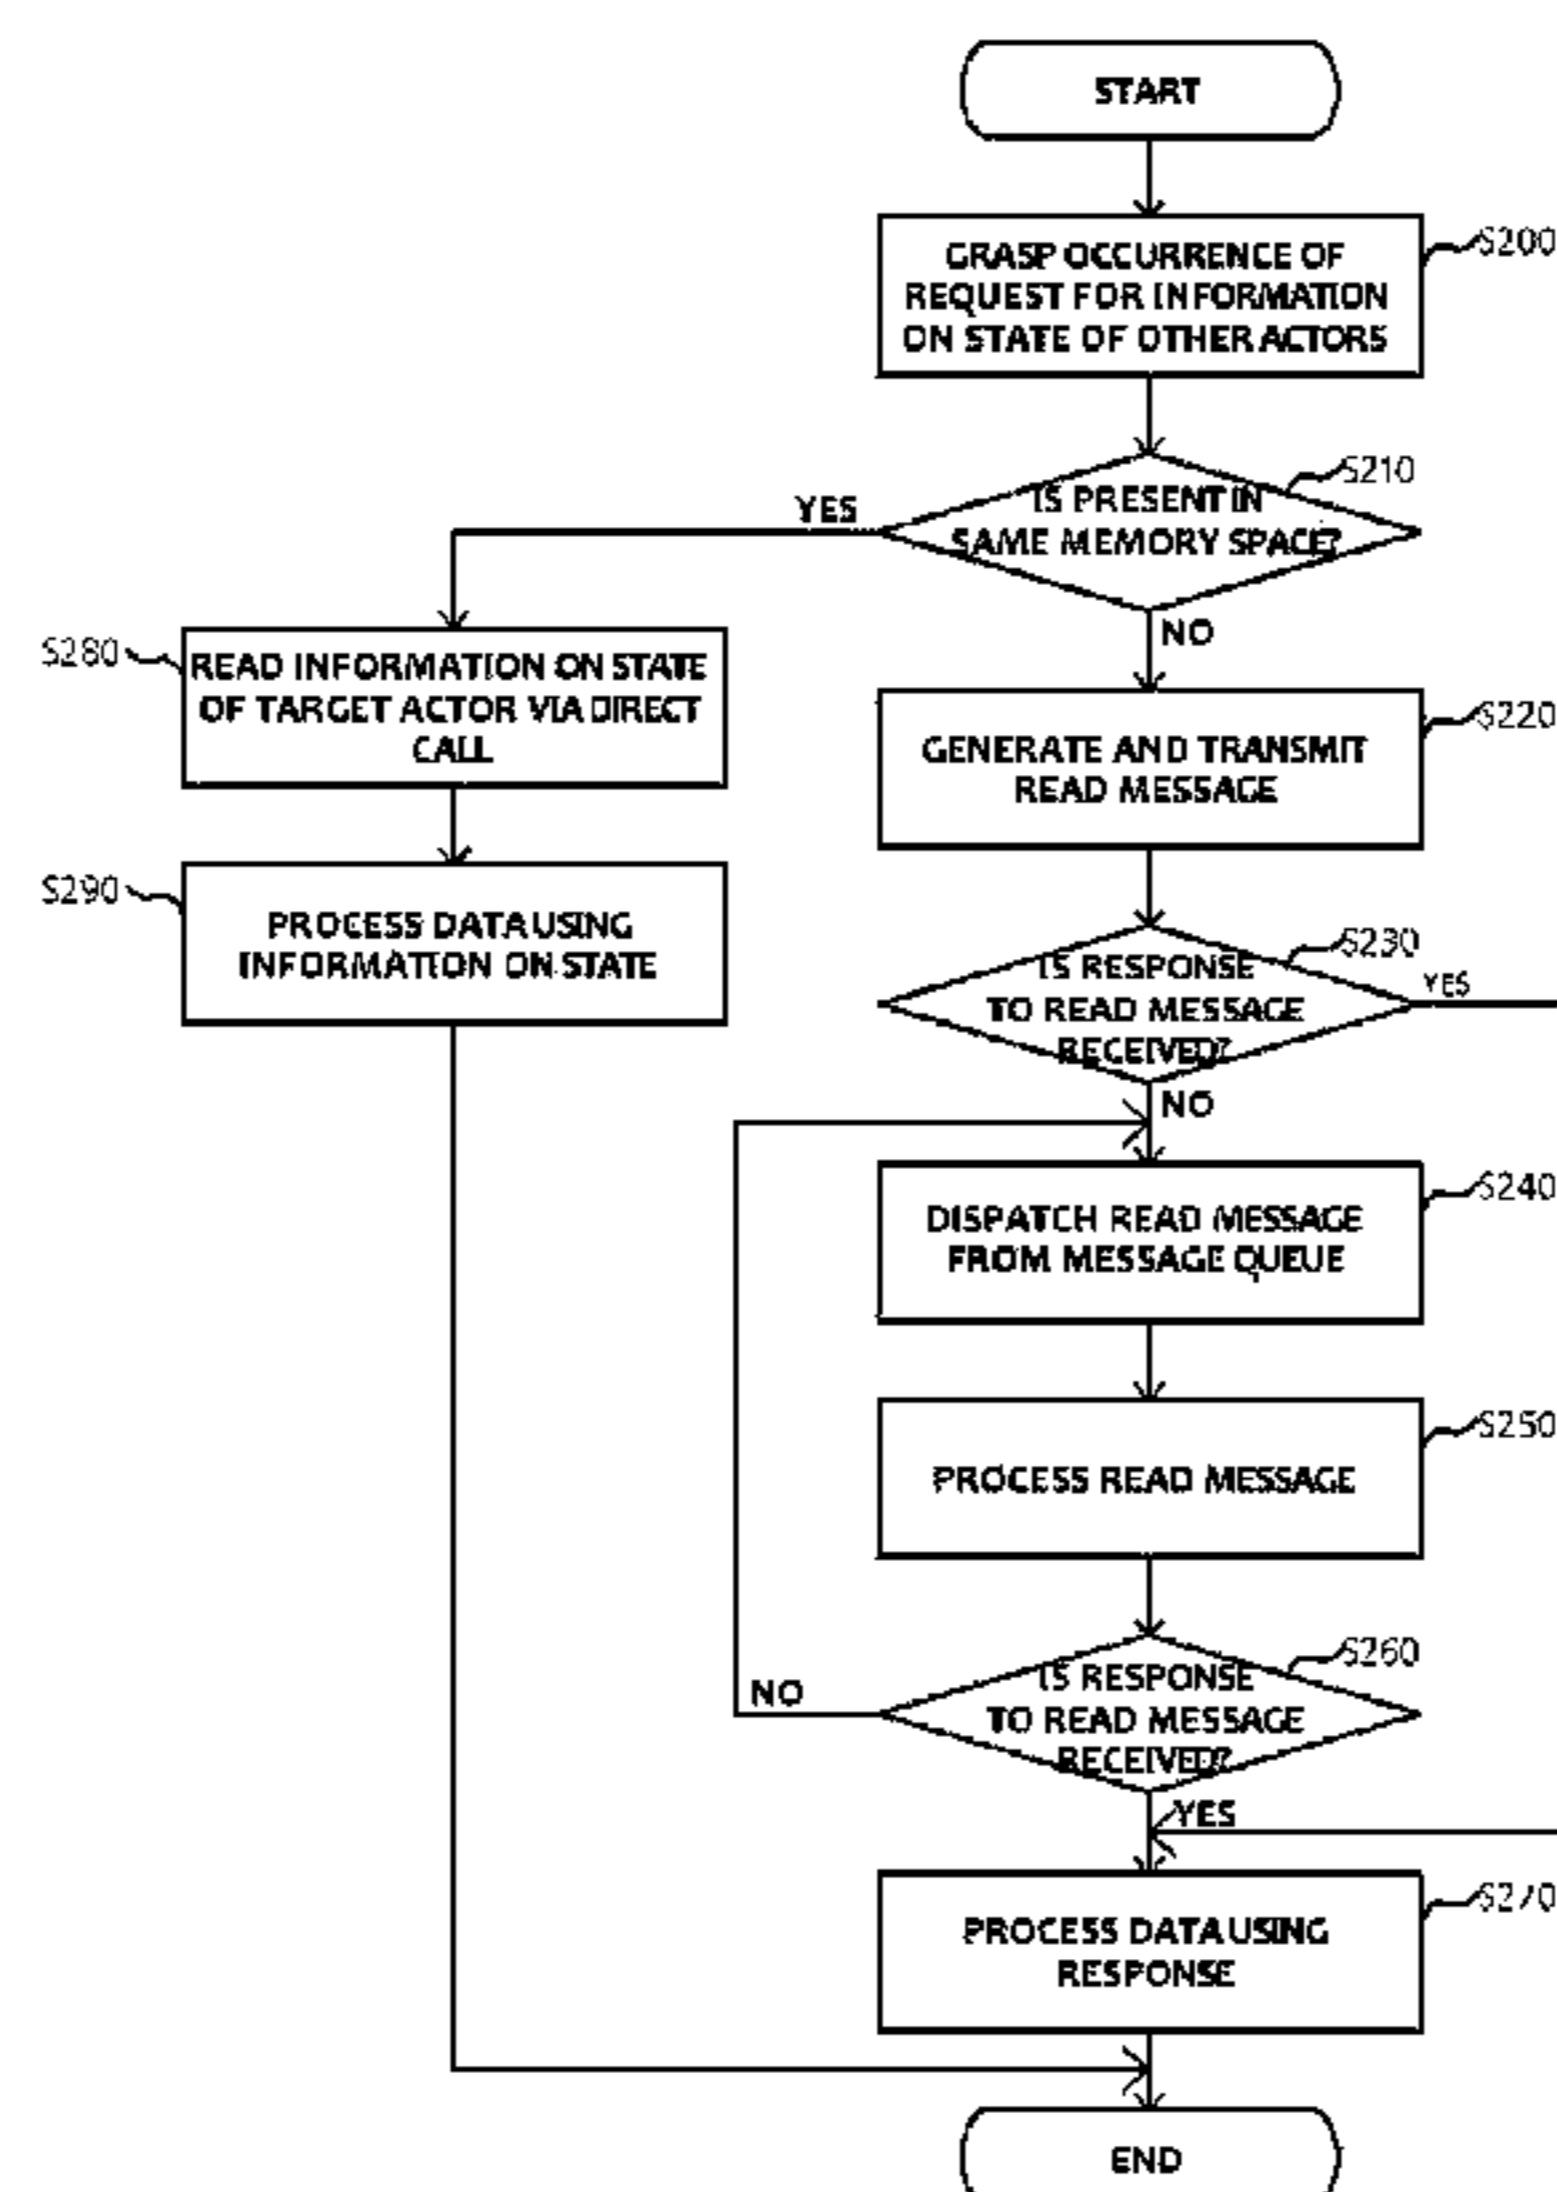 START
GRASP OCCURRENCE OF
REQUEST FOR INFORMATION
ON STATE OF OTHER ACTORS
S200
IS PRESENT IN
SAME MEMORY SPACE?
S210
YES
NO
S280
READ INFORMATION ON STATE
OF TARGET ACTOR VIA DIRECT
CALL
GENERATE AND TRANSMIT
READ MESSAGE
S220
S290
PROCESS DATA USING
INFORMATION ON STATE
IS RESPONSE
TO READ MESSAGE
RECEIVED?
S230
YES
NO
DISPATCH READ MESSAGE
FROM MESSAGE QUEUE
S240
PROCESS READ MESSAGE
S250
IS RESPONSE
TO READ MESSAGE
RECEIVED?
S260
NO
YES
PROCESS DATA USING
RESPONSE
S270
END